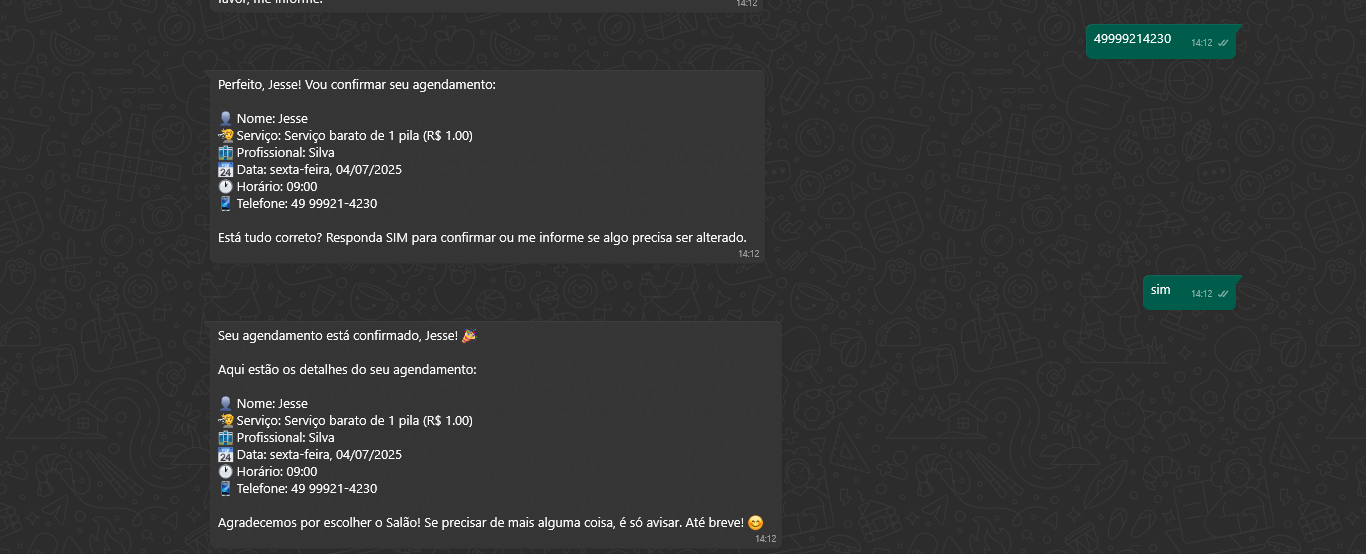 favor, me informe.
14:12
49999214230
14:12
Perfeito, Jesse! Vou confirmar seu agendamento:
Nome: Jesse
Serviço: Serviço barato de 1 pila (R$ 1.00)
Profissional: Silva
Data: sexta-feira, 04/07/2025
Horário: 09:00
Telefone: 49 99921-4230
Está tudo correto? Responda SIM para confirmar ou me informe se algo precisa ser alterado.
14:12
sim
14:12
Seu agendamento está confirmado, Jesse! 🎉
Aqui estão os detalhes do seu agendamento:
Nome: Jesse
Serviço: Serviço barato de 1 pila (R$ 1.00)
Profissional: Silva
Data: sexta-feira, 04/07/2025
Horário: 09:00
Telefone: 49 99921-4230
Agradecemos por escolher o Salão! Se precisar de mais alguma coisa, é só avisar. Até breve! 😊
14:12